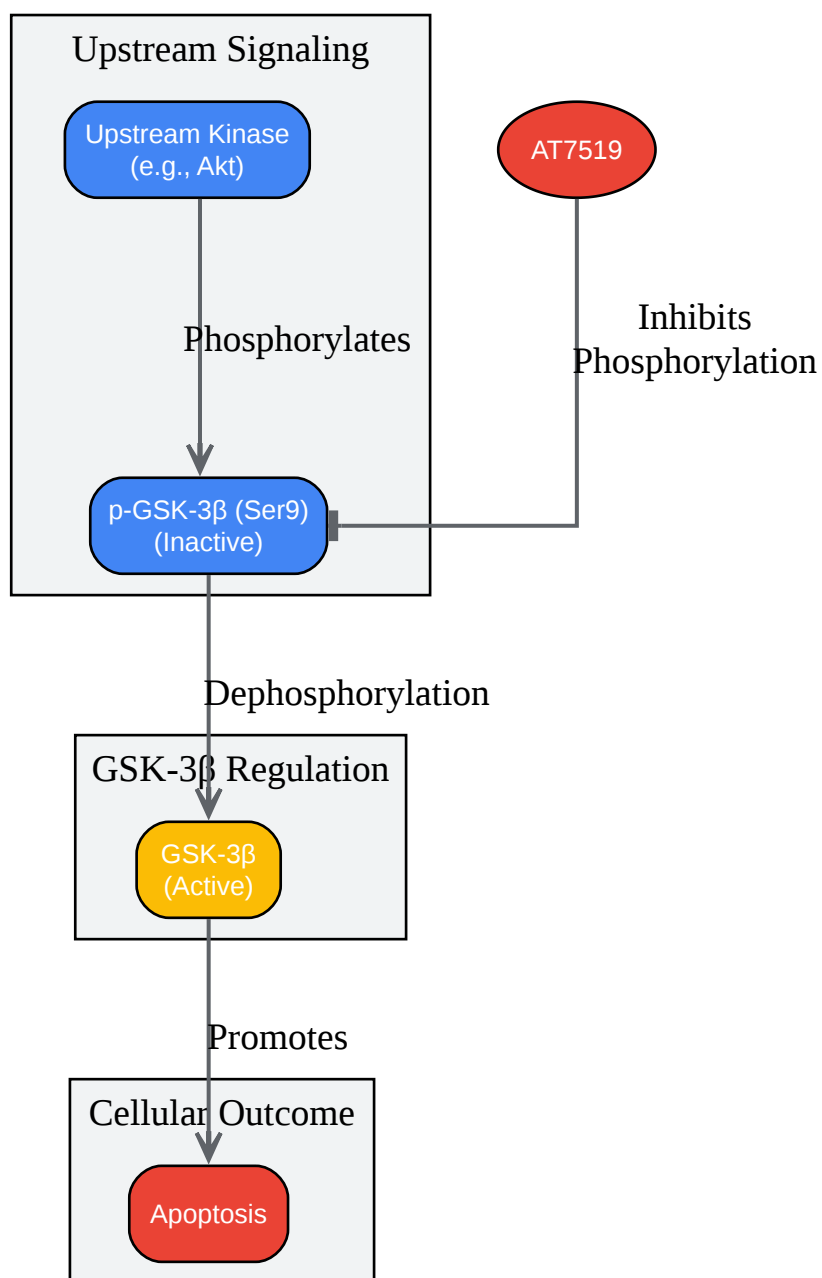 Upstream Signaling
Upstream Kinase
(e.g., Akt)
AT7519
Phosphorylates
Inhibits
Phosphorylation
p-GSK-3β (Ser9)
(Inactive)
Dephosphorylation
GSK-3β Regulation
GSK-3β
(Active)
Promotes
Cellular Outcome
Apoptosis